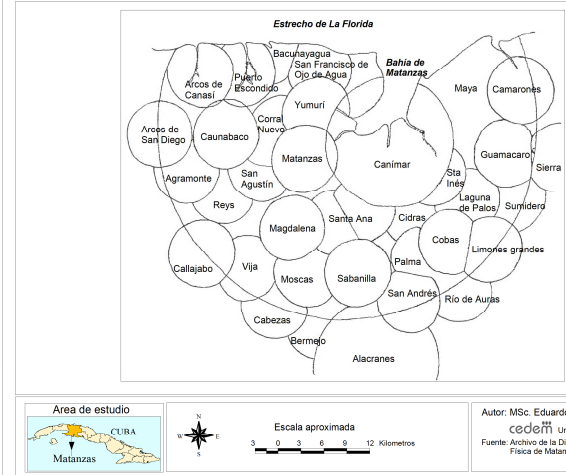 Estrecho de La Florida
Bacunayagua
San Francisco de
Ojo de Agua
Bahía de
Matanzas
Arcos de
Canasí
Puerto
Escondido
Maya
Camarones
Yumurí
Corral
Nuevo
Arcos de
San Diego
Caunabaco
Matanzas
Canímar
Guamacaro
Sierra
Agramonte
San
Agustín
Sta
Inés
Laguna
de Palos
Sumidero
Reys
Santa Ana
Cidras
Magdalena
Cobas
Limones grandes
Callajabo
Vija
Palma
Moscas
Sabanilla
San Andrés
Río de Auras
Cabezas
Bermejo
Alacranes
Area de estudio
CUBA
Matanzas
N
W
E
S
Escala aproximada
3 0 3 6 9 12 Kilometros
Autor: MSc. Eduardo
cedem Un
Fuente: Archivo de la Di
Física de Matan